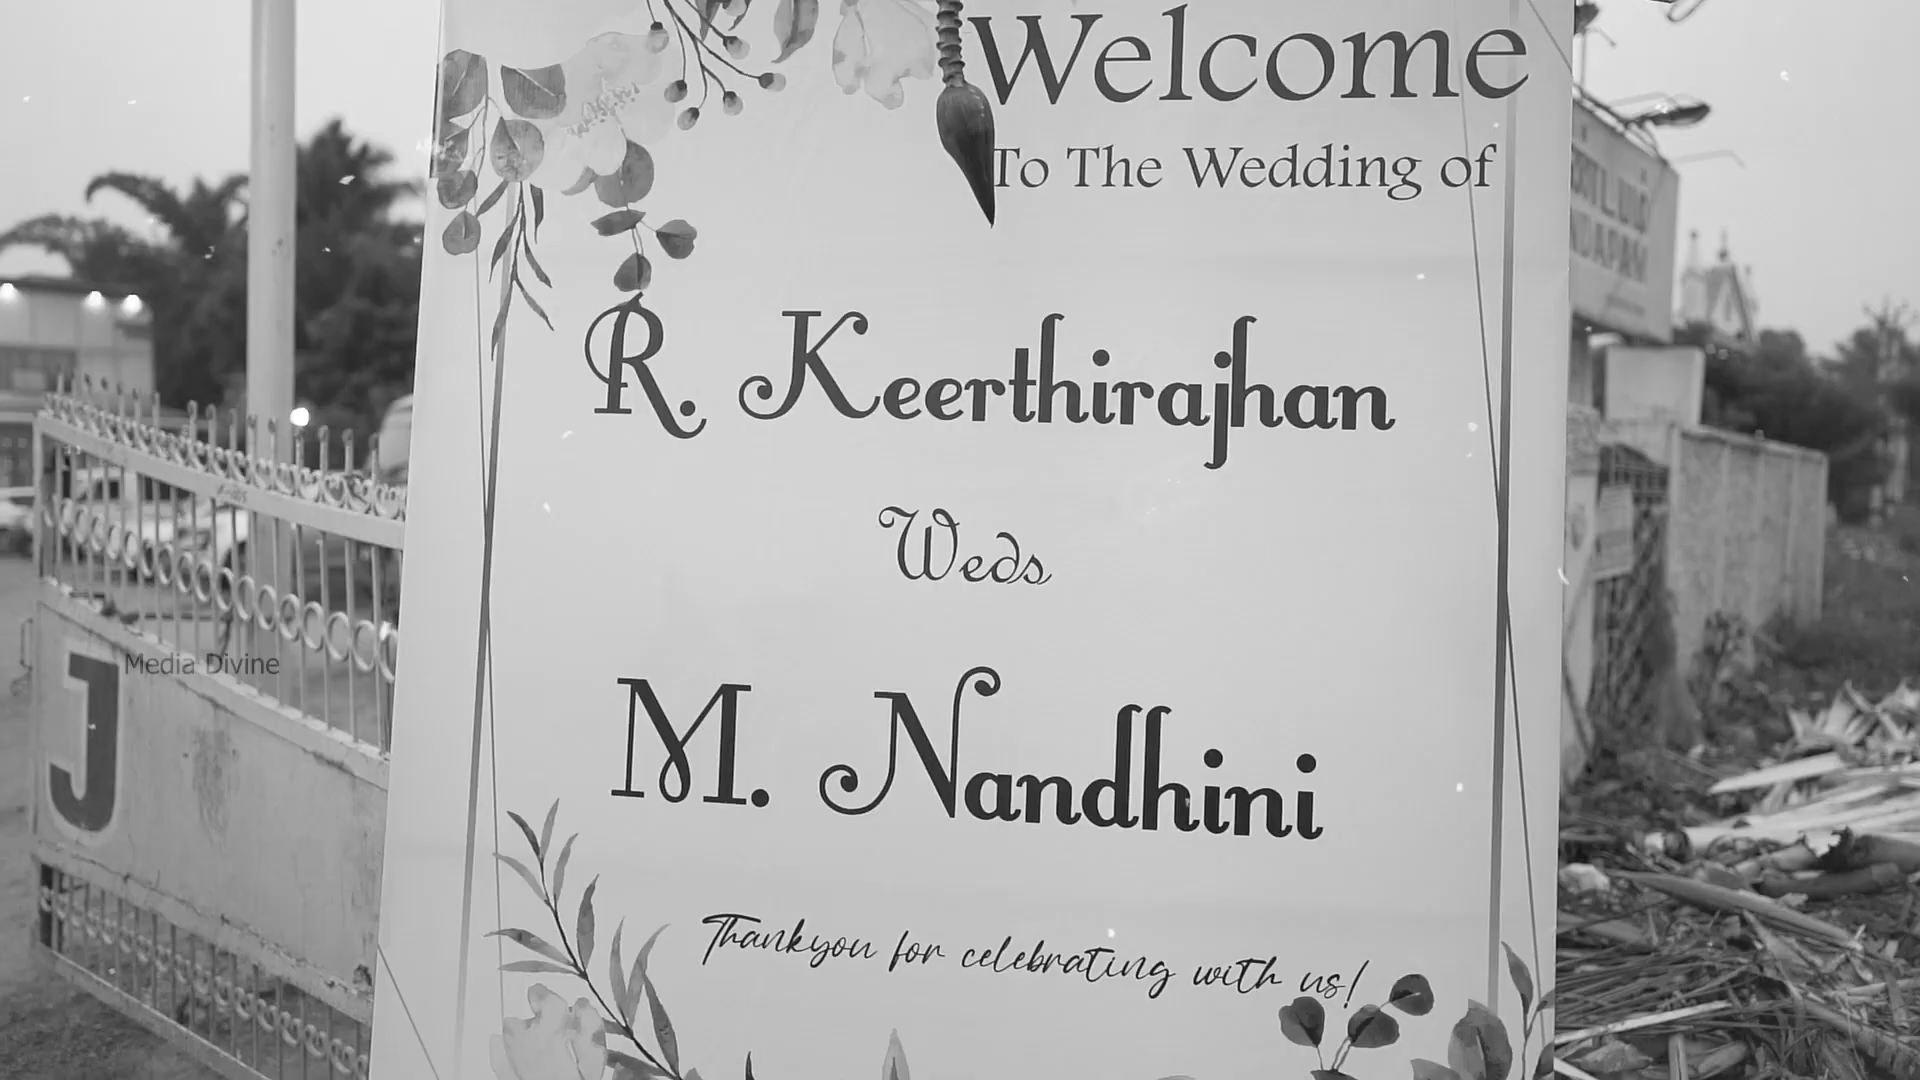 Welcome
To The Wedding of
R. Keerthirajhan
Weds
M. Nandhini
Thankyou for celebrating with us!
J
Media Divine